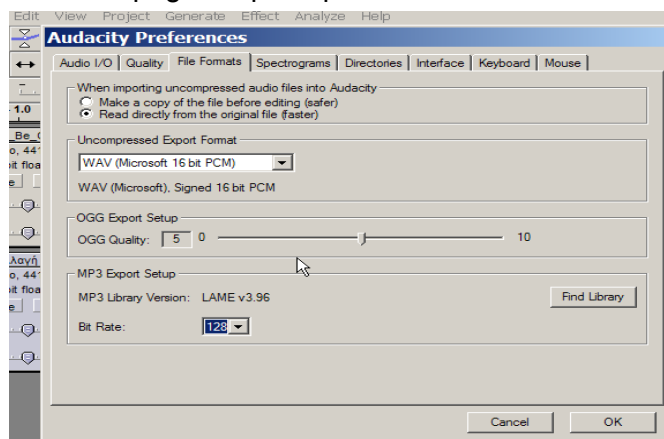 Edit View Project Generate Effect Analyze Help
Audacity Preferences
Audio I/O Quality File Formats Spectrograms Directories Interface Keyboard Mouse
When importing uncompressed audio files into Audacity
Make a copy of the file before editing (safer)
Read directly from the original file (faster)
1.0
Uncompressed Export Format
WAV (Microsoft 16 bit PCM)
WAV (Microsoft), Signed 16 bit PCM
OGG Export Setup
OGG Quality: 5 0 10
MP3 Export Setup
MP3 Library Version: LAME v3.96 Find Library
Bit Rate: 128
Cancel OK